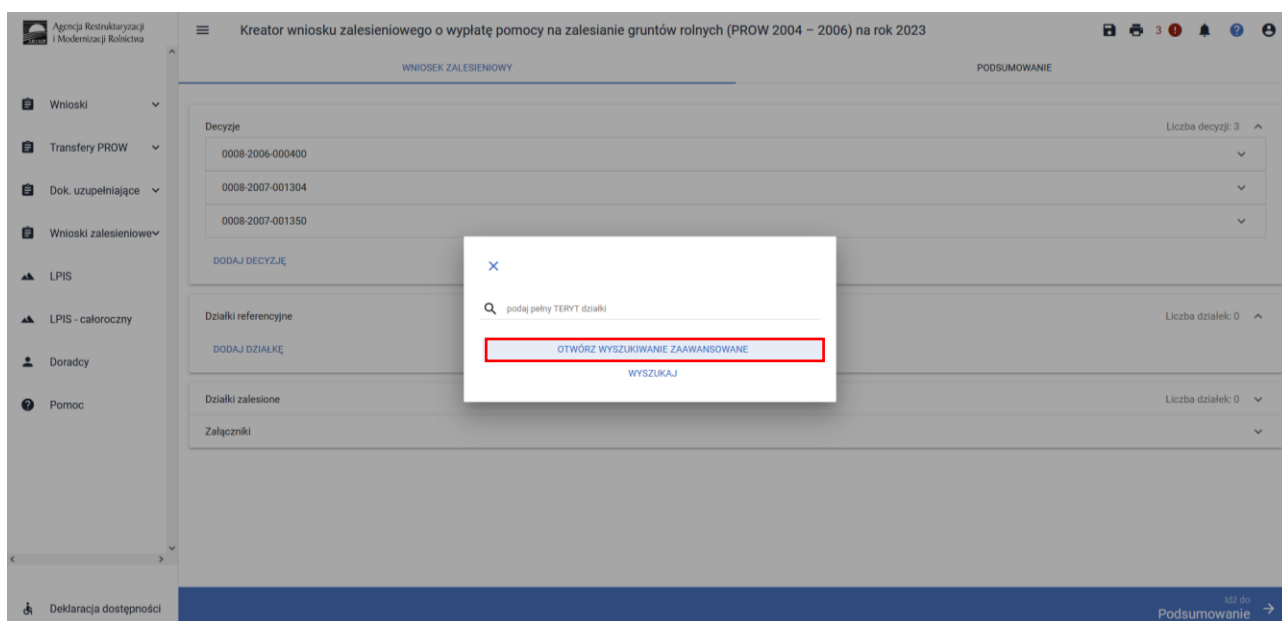 Agencja Restrukturyzacji
i Modernizacji Rolnictwa
Kreator wniosku zalesieniowego o wypłatę pomocy na zalesianie gruntów rolnych (PROW 2004 – 2006) na rok 2023
3
WNIOSEK ZALESIENIOWY
PODSUMOWANIE
Wnioski
Transfery PROW
Dok. uzupełniające
Wnioski zalesieniowe
LPIS
LPIS - całoroczny
Doradcy
Pomoc
Deklaracja dostępności
Decyzje
Liczba decyzji: 3
0008-2006-000400
0008-2007-001304
0008-2007-001350
DODAJ DECYZJĘ
podaj pełny TERYT działki
OTWÓRZ WYSZUKIWANIE ZAAWANSOWANE
WYSZUKAJ
Działki referencyjne
Liczba działek: 0
DODAJ DZIAŁKĘ
Działki zalesione
Liczba działek: 0
Załączniki
Idź do
Podsumowanie